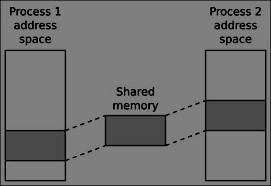 Process 1
address
space
Process 2
address
space
Shared
memory